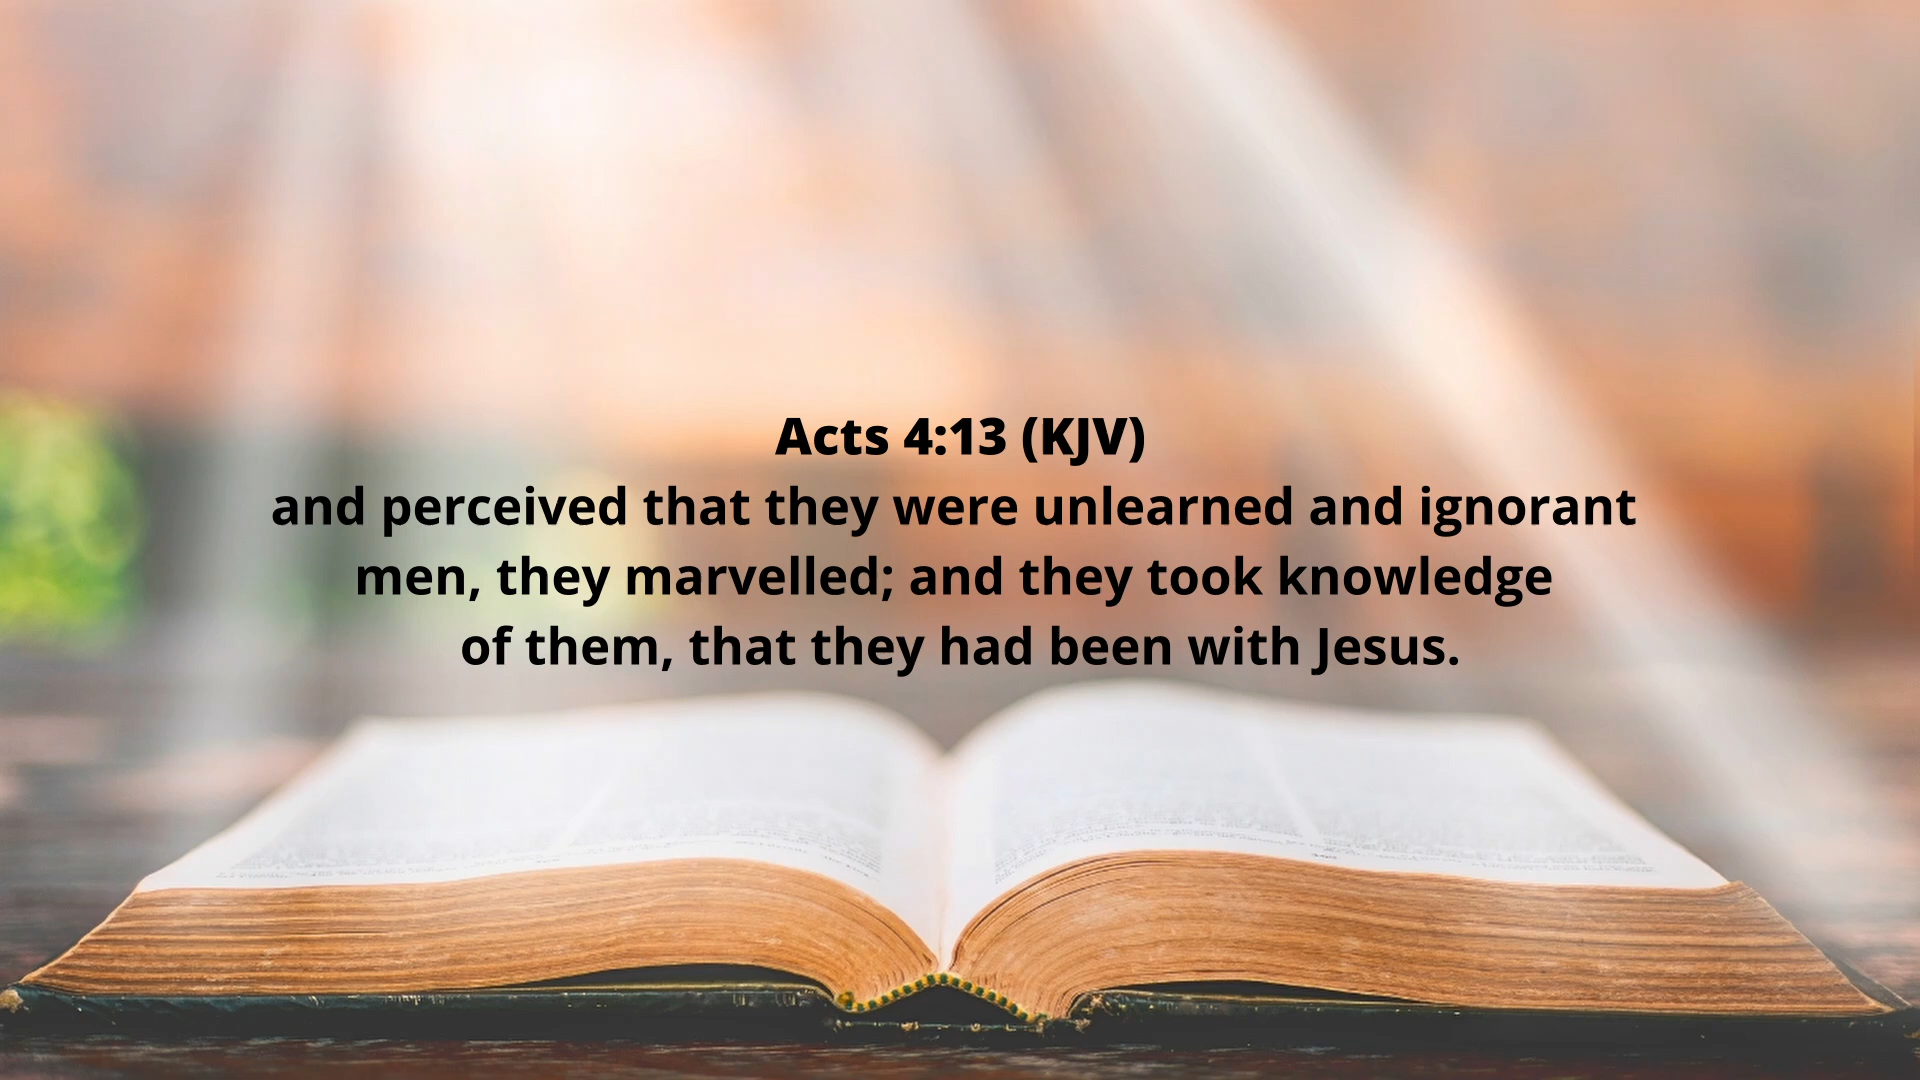 Acts 4:13 (KJV)
and perceived that they were unlearned and ignorant
men, they marvelled; and they took knowledge
of them, that they had been with Jesus.